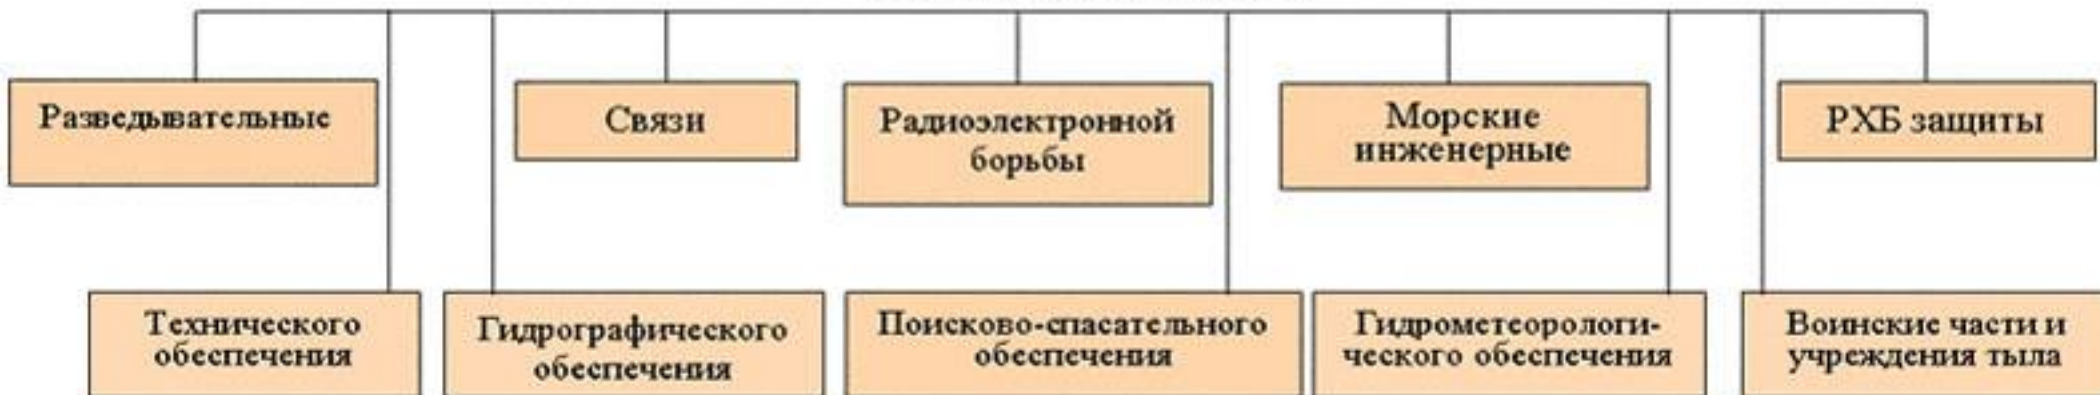 Разведывательные
Связи
Радиоэлектронной
борьбы
Морские
инженерные
РХБ защиты
Технического
обеспечения
Гидрографического
обеспечения
Поисково-спасательного
обеспечения
Гидрометеорологи-
ческого обеспечения
Воинские части и
учреждения тыла